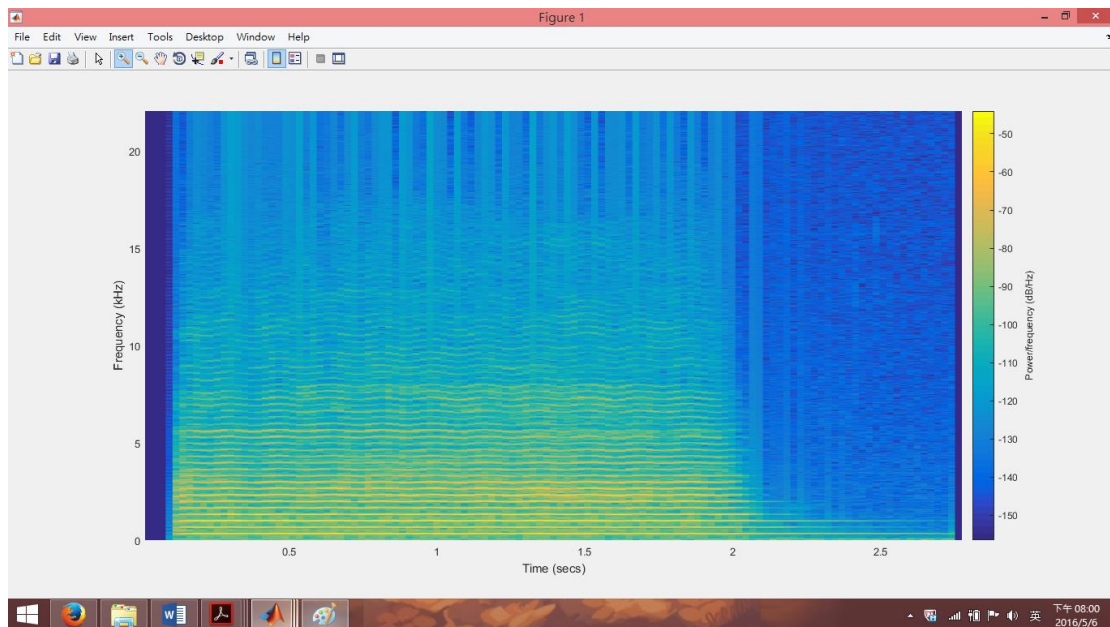 Figure 1
File Edit View Insert Tools Desktop Window Help
20
15
10
5
0
Frequency (kHz)
0.5 1 1.5 2 2.5
Time (secs)
-50
-60
-70
-80
-90
-100
-110
-120
-130
-140
-150
Power/frequency (dB/Hz)
英
下午 08:00
2016/5/6